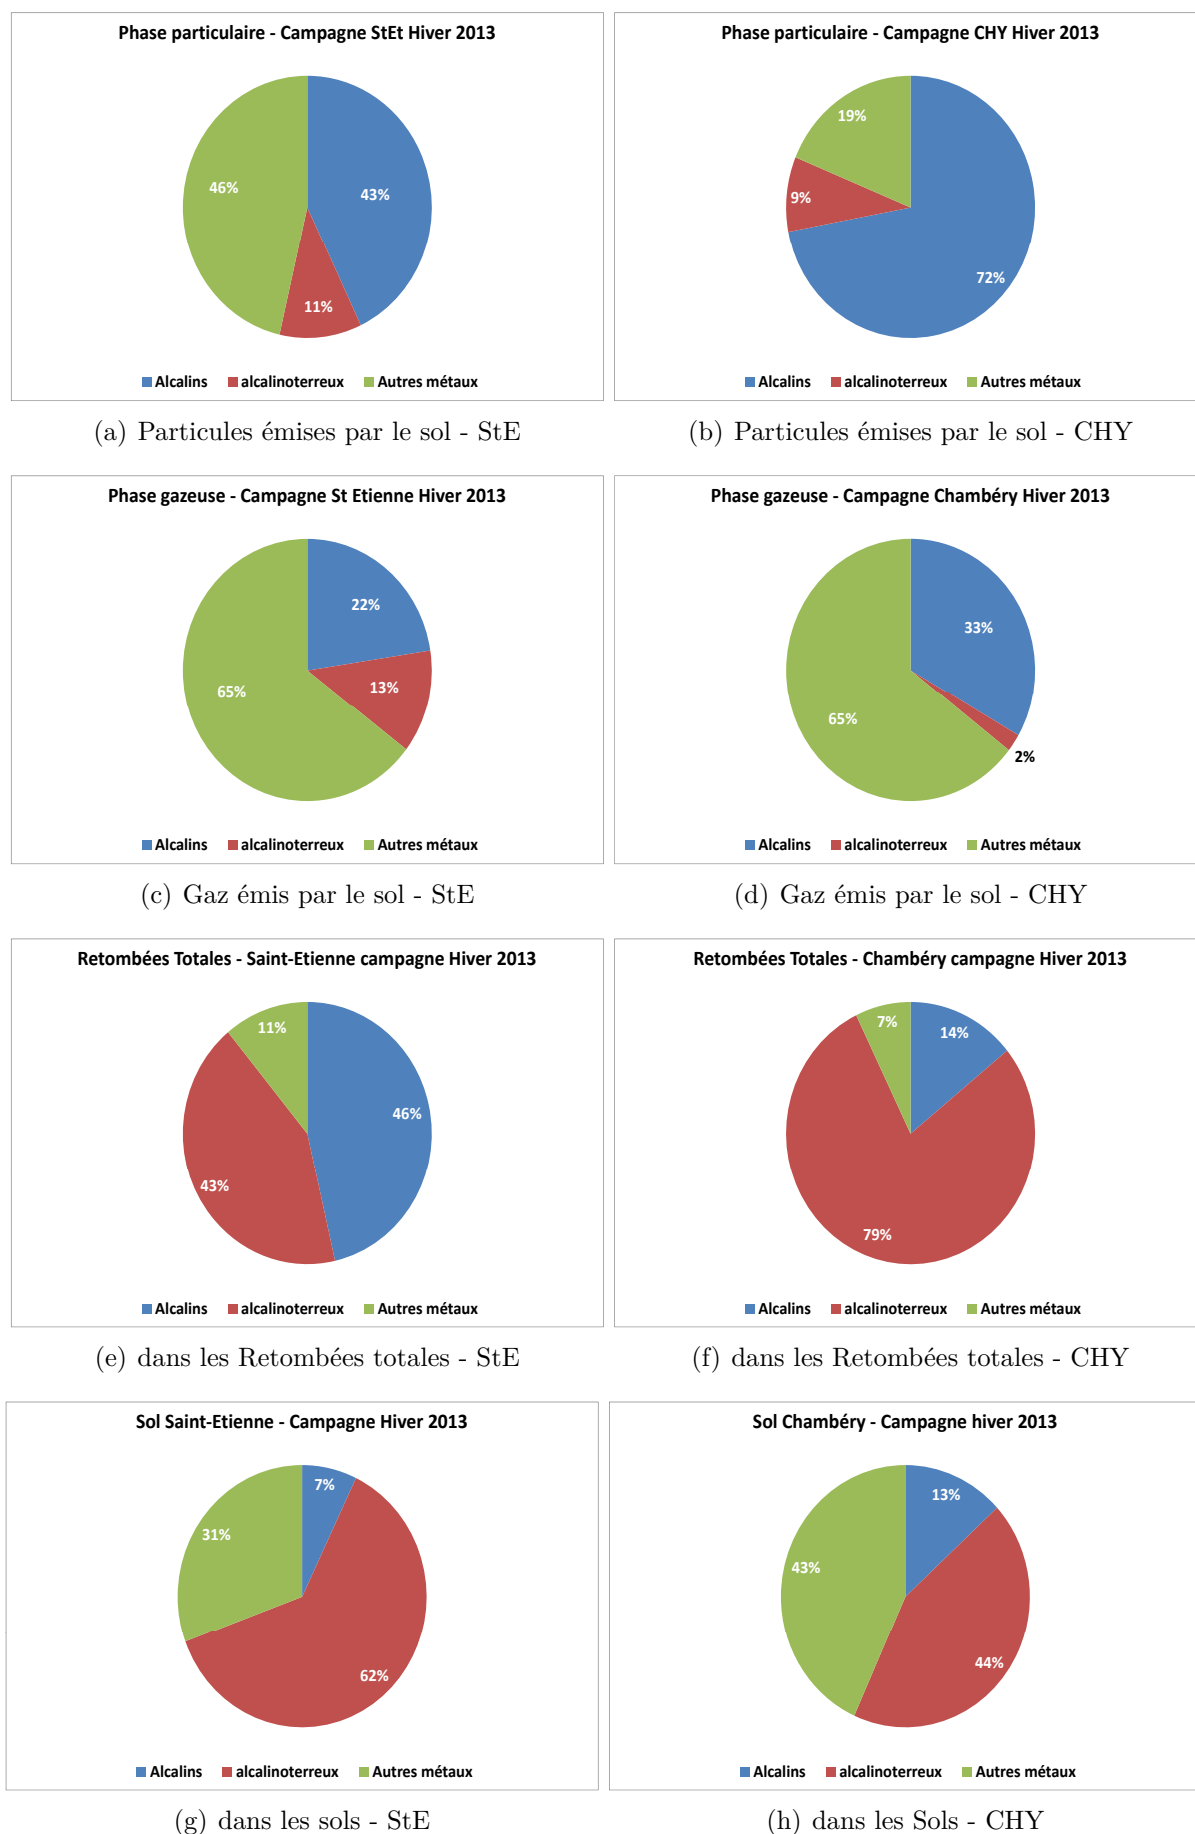 Phase particulaire - Campagne StEt Hiver 2013
46%
43%
11%
Alcalins alcalinoterreux Autres métaux
(a) Particules émises par le sol - StE
Phase particulaire - Campagne CHY Hiver 2013
19%
9%
72%
Alcalins alcalinoterreux Autres métaux
(b) Particules émises par le sol - CHY
Phase gazeuse - Campagne St Etienne Hiver 2013
22%
13%
65%
Alcalins alcalinoterreux Autres métaux
(c) Gaz émis par le sol - StE
Phase gazeuse - Campagne Chambéry Hiver 2013
33%
65%
2%
Alcalins alcalinoterreux Autres métaux
(d) Gaz émis par le sol - CHY
Retombées Totales - Saint-Etienne campagne Hiver 2013
11%
46%
43%
Alcalins alcalinoterreux Autres métaux
(e) dans les Retombées totales - StE
Retombées Totales - Chambéry campagne Hiver 2013
7%
14%
79%
Alcalins alcalinoterreux Autres métaux
(f) dans les Retombées totales - CHY
Sol Saint-Etienne - Campagne Hiver 2013
7%
31%
62%
Alcalins alcalinoterreux Autres métaux
(g) dans les sols - StE
Sol Chambéry - Campagne hiver 2013
13%
43%
44%
Alcalins alcalinoterreux Autres métaux
(h) dans les Sols - CHY